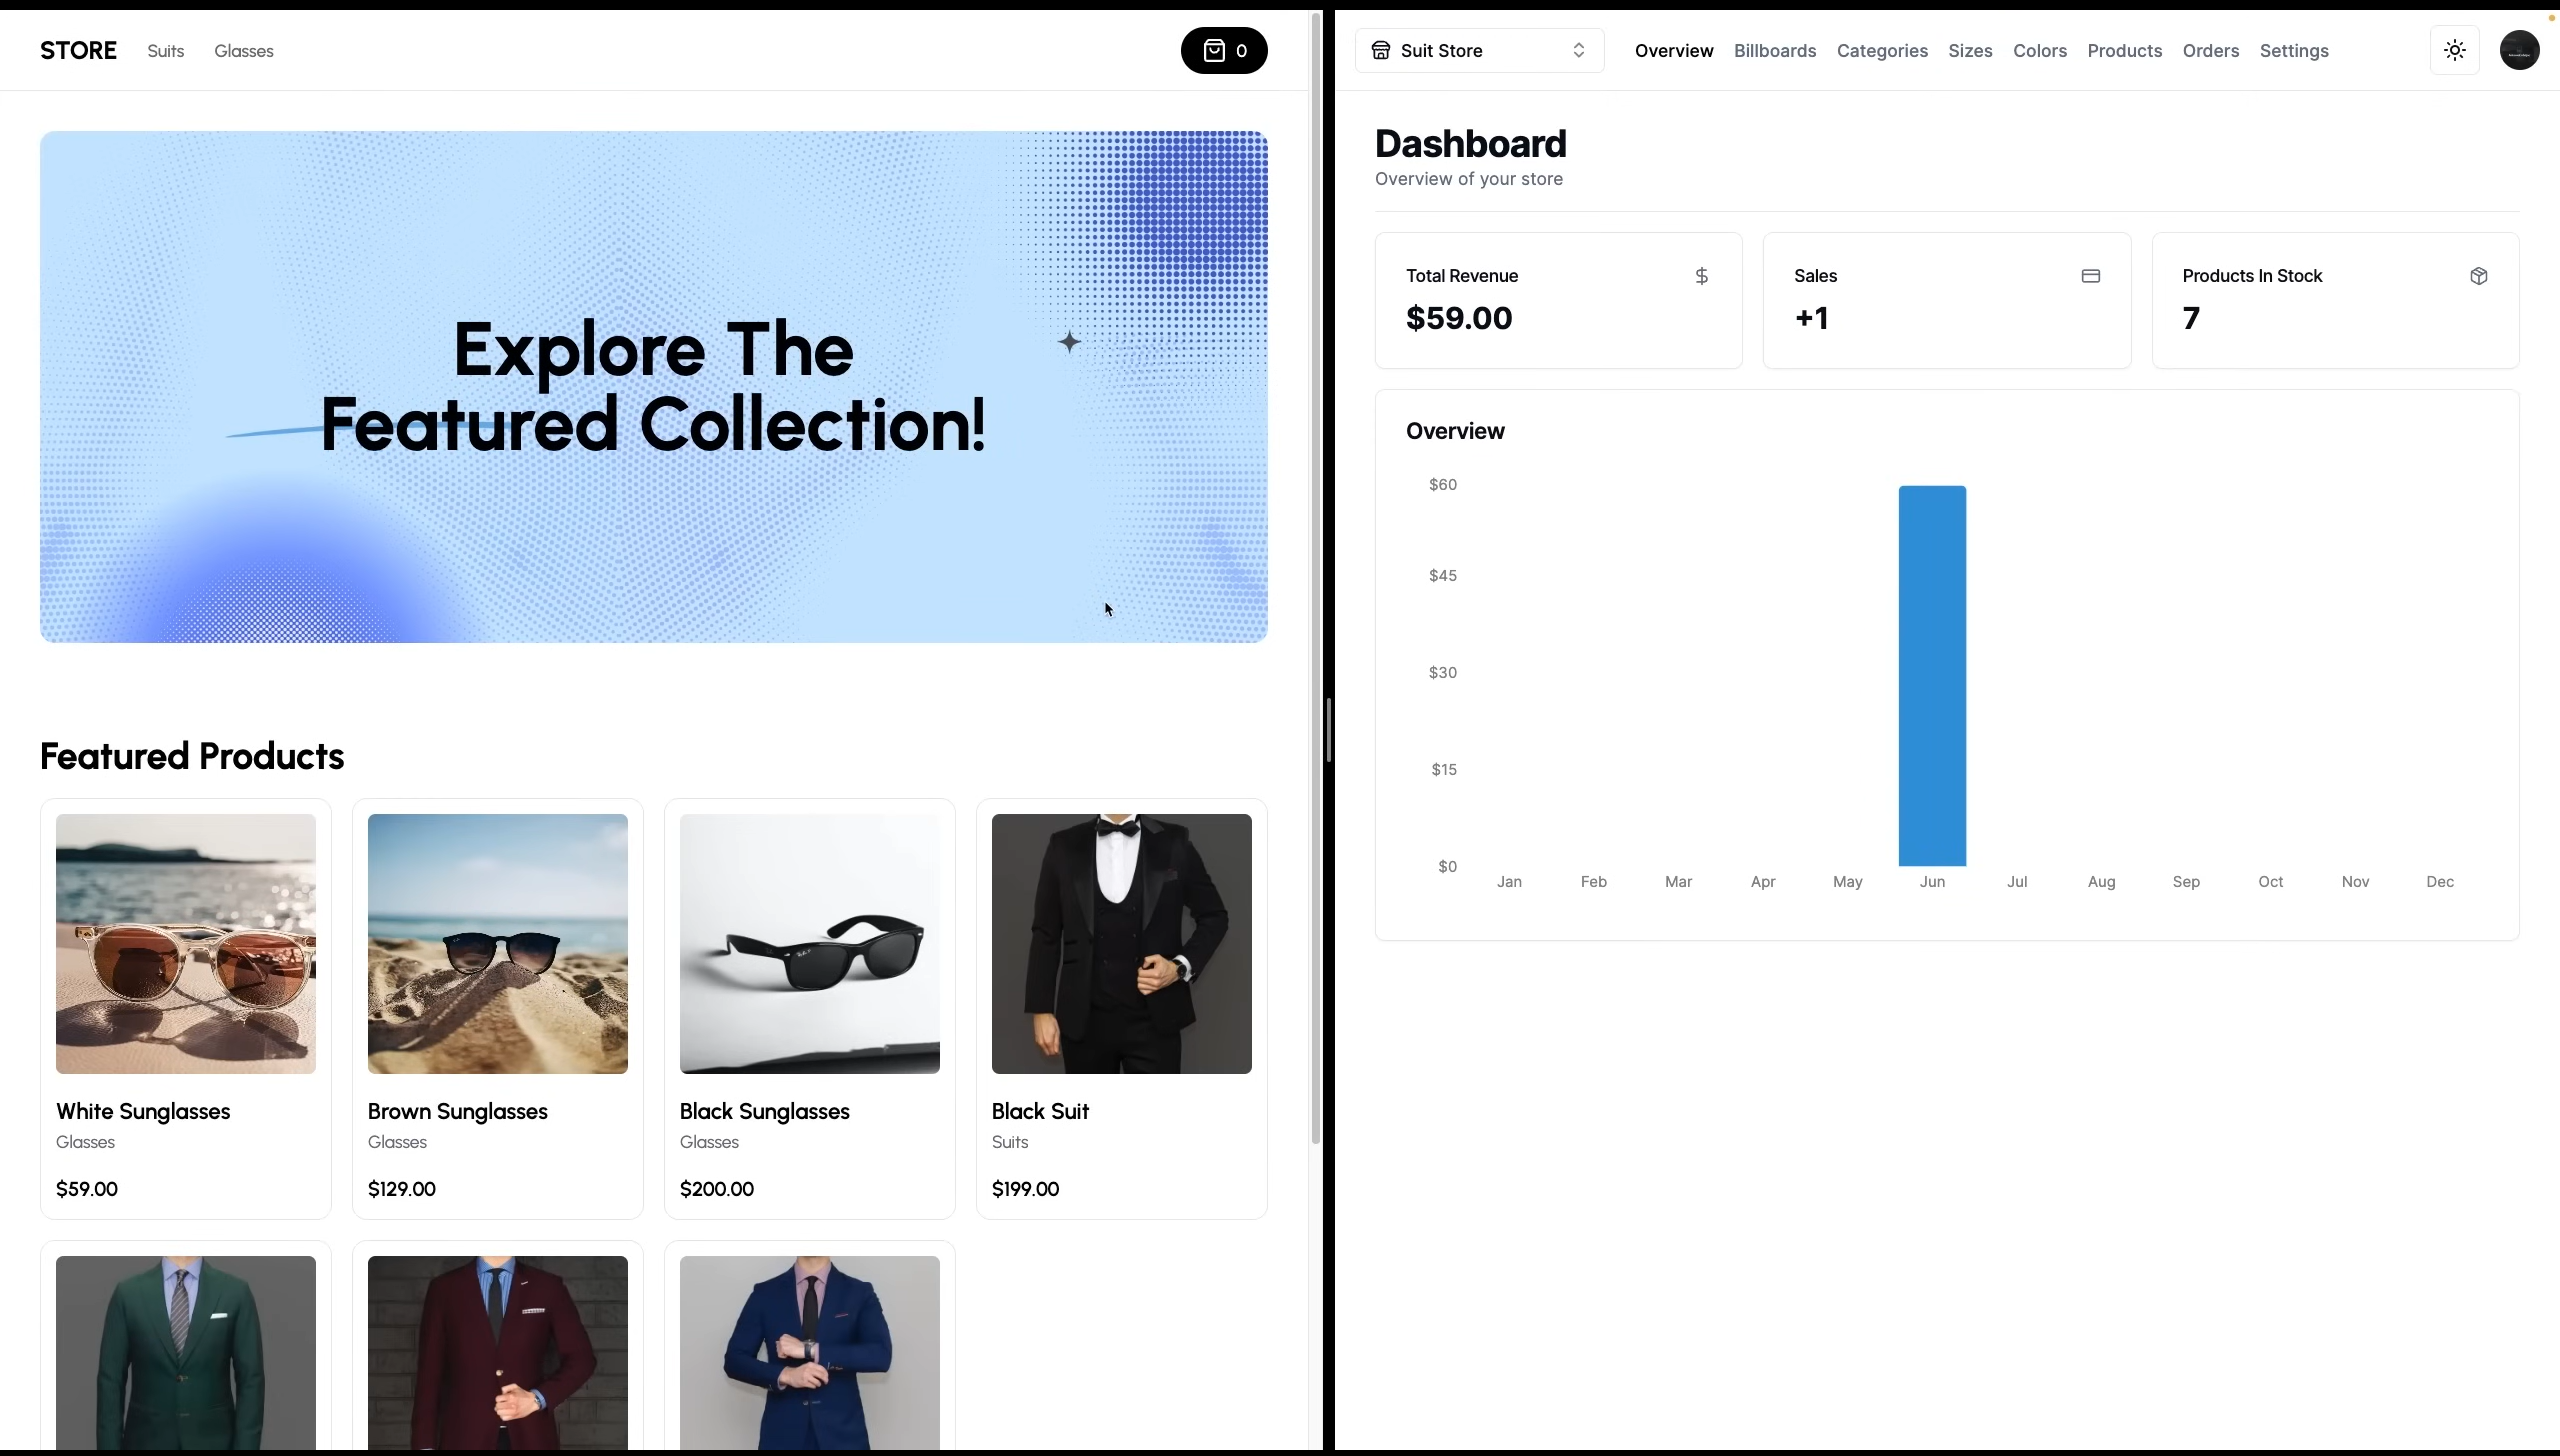 STORE
Suits
Glasses
0
Explore The
Featured Collection!
Featured Products
White Sunglasses
Glasses
$59.00
Brown Sunglasses
Glasses
$129.00
Black Sunglasses
Glasses
$200.00
Black Suit
Suits
$199.00
Suit Store
Overview
Billboards
Categories
Sizes
Colors
Products
Orders
Settings
Dashboard
Overview of your store
Total Revenue
$59.00
Sales
+1
Products In Stock
7
Overview
$60
$45
$30
$15
$0
Jan Feb Mar Apr May Jun Jul Aug Sep Oct Nov Dec